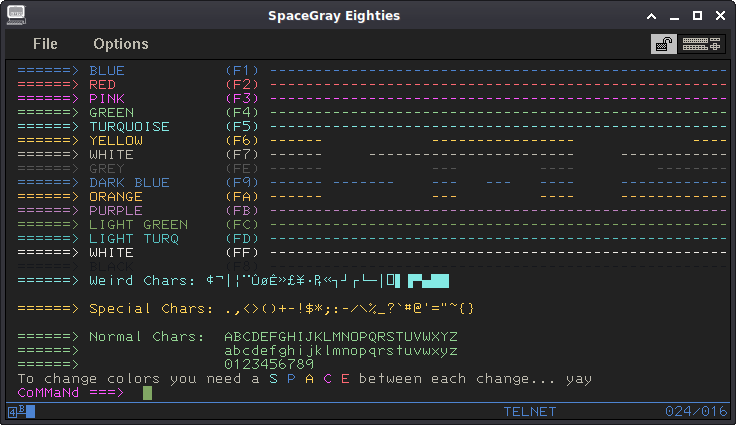 SpaceGray Eighties
File Options
======> BLUE (F1) ----------------------------------------------------------
======> RED (F2) ----------------------------------------------------------
======> PINK (F3) ----------------------------------------------------------
======> GREEN (F4) ----------------------------------------------------------
======> TURQUOISE (F5) ----------------------------------------------------------
======> YELLOW (F6) ------ ------------------ ----
======> WHITE (F7) ------ ---------------------------- --------------
======> GREY (FE) --- ----
======> DARK BLUE (F9) ------ -------- --- --- ---- --------------
======> ORANGE (FA) ------ ---------------------------- --------------
======> PURPLE (FB) ----------------------------------------------------------
======> LIGHT GREEN (FC) ----------------------------------------------------------
======> LIGHT TURQ (FD) ----------------------------------------------------------
======> WHITE (FF) ----------------------------------------------------------
======> Weird Chars: ¢¬|¦¨ÛøÊ»£¥·₧«┐┘┌└─│
======> Special Chars: .,<>()+-!$*;:-/\%_?`#@'="~{}
======> Normal Chars: ABCDEFGHIJKLMNOPQRSTUVWXYZ
======> abcdefghijklmnopqrstuvwxyz
======> 0123456789
To change colors you need a S P A C E between each change... yay
CoMMaNd ===>
4 B TELNET 024/016